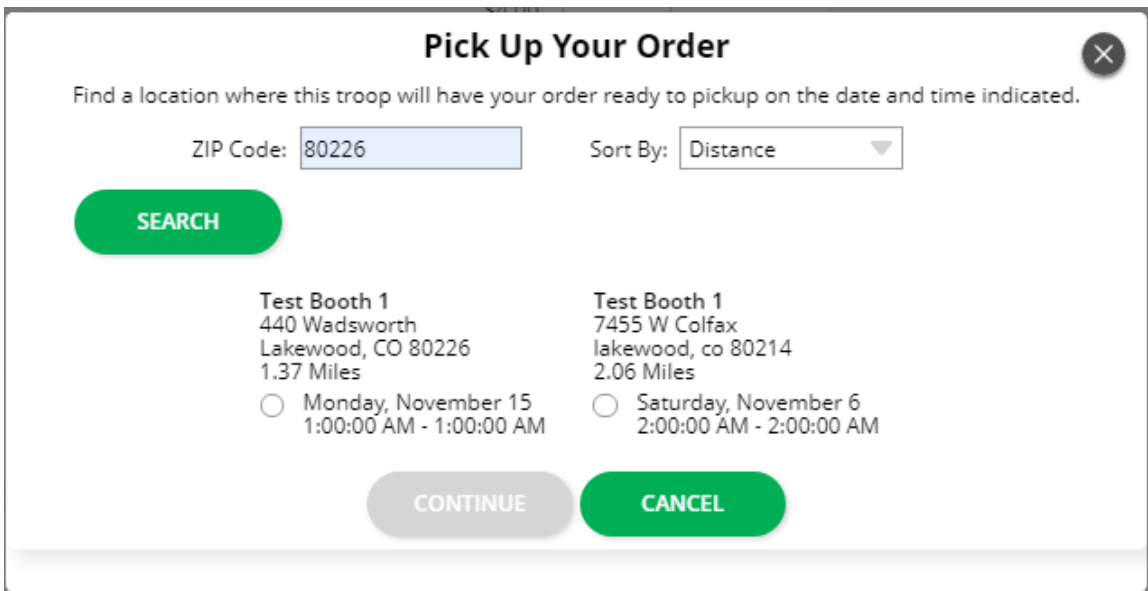 $4.00
Pick Up Your Order
Find a location where this troop will have your order ready to pickup on the date and time indicated.
ZIP Code: 80226 Sort By: Distance
SEARCH
Test Booth 1
440 Wadsworth
Lakewood, CO 80226
1.37 Miles
Monday, November 15
1:00:00 AM - 1:00:00 AM
Test Booth 1
7455 W Colfax
lakewood, co 80214
2.06 Miles
Saturday, November 6
2:00:00 AM - 2:00:00 AM
CONTINUE CANCEL